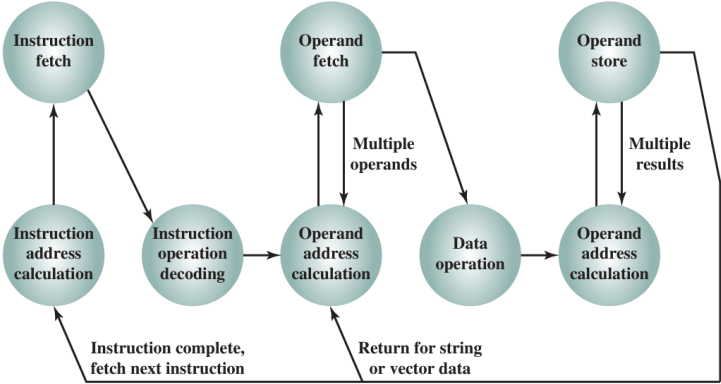 Instruction
fetch
Operand
fetch
Operand
store
Multiple
operands
Multiple
results
Instruction
address
calculation
Instruction
operation
decoding
Operand
address
calculation
Data
operation
Operand
address
calculation
Instruction complete,
fetch next instruction
Return for string
or vector data